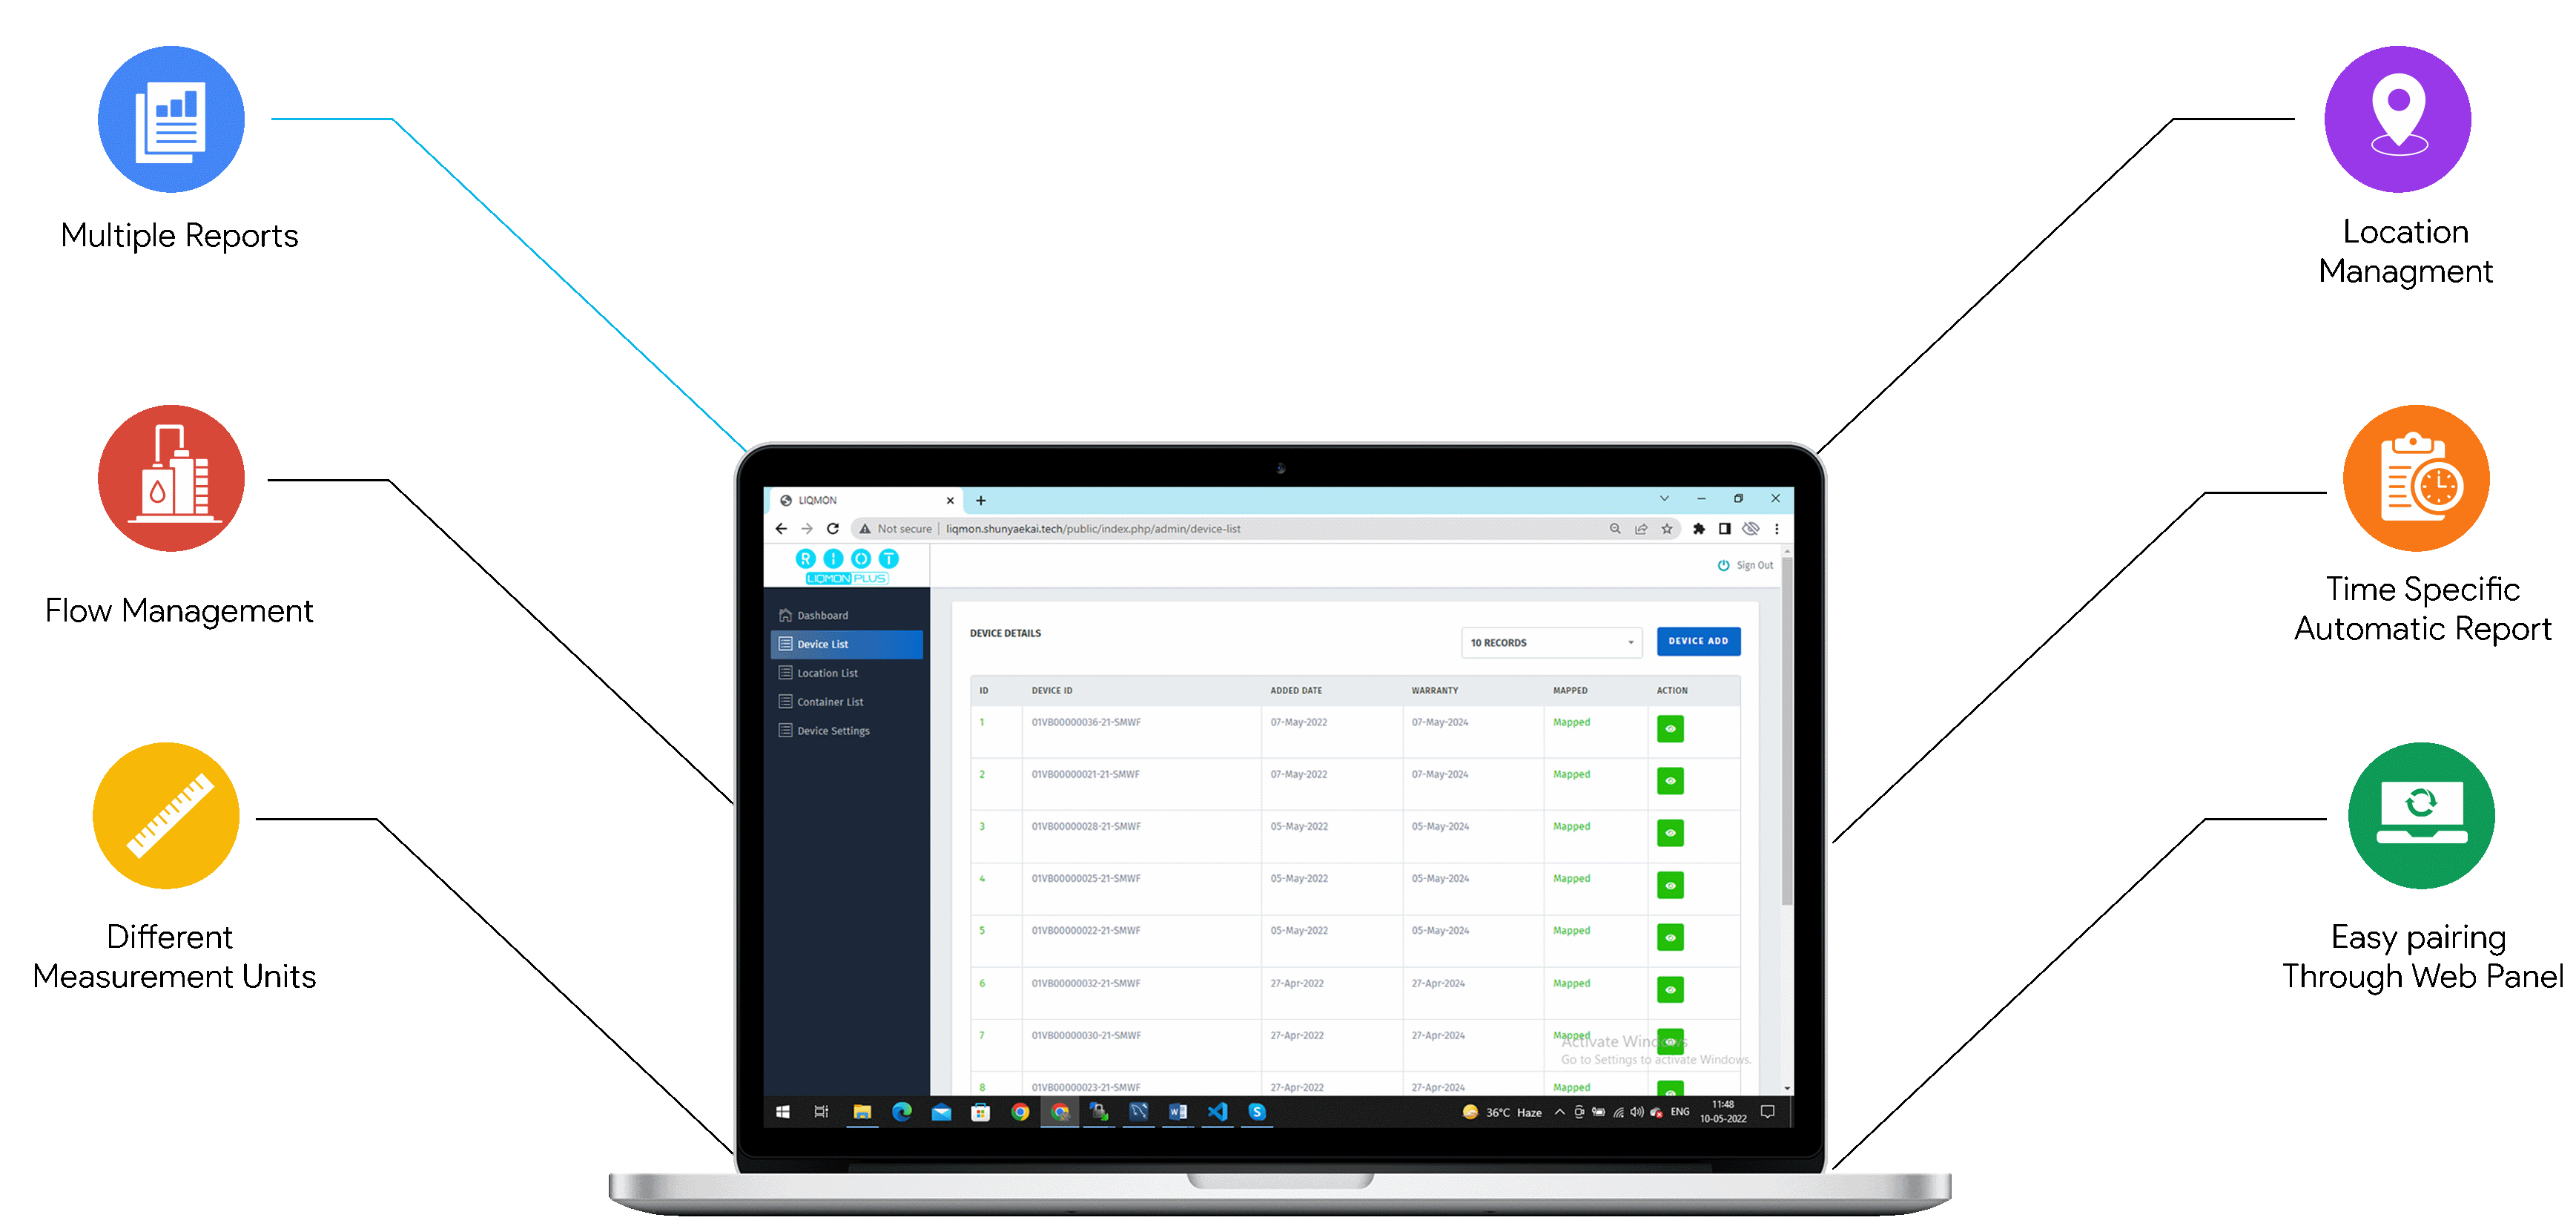 Multiple Reports
Flow Management
Different
Measurement Units
Location
Managment
Time Specific
Automatic Report
Easy pairing
Through Web Panel
LIQMON
Not secure liqmon.shunyaekai.tech/public/index.php/admin/device-list
RIOT
LIQMON PLUS
Sign Out
Dashboard
Device List
Location List
Container List
Device Settings
DEVICE DETAILS
10 RECORDS
DEVICE ADD
ID DEVICE ID ADDED DATE WARRANTY MAPPED ACTION
1 01VB00000036-21-SMWF 07-May-2022 07-May-2024 Mapped
2 01VB00000021-21-SMWF 07-May-2022 07-May-2024 Mapped
3 01VB00000028-21-SMWF 05-May-2022 05-May-2024 Mapped
4 01VB00000025-21-SMWF 05-May-2022 05-May-2024 Mapped
5 01VB00000022-21-SMWF 05-May-2022 05-May-2024 Mapped
6 01VB00000032-21-SMWF 27-Apr-2022 27-Apr-2024 Mapped
7 01VB00000030-21-SMWF 27-Apr-2022 27-Apr-2024 Mapped
Activate Windows
Go to Settings to activate Windows.
8 01VB00000023-21-SMWF 27-Apr-2022 27-Apr-2024 Mapped
36°C Haze ENG
11:48
10-05-2022